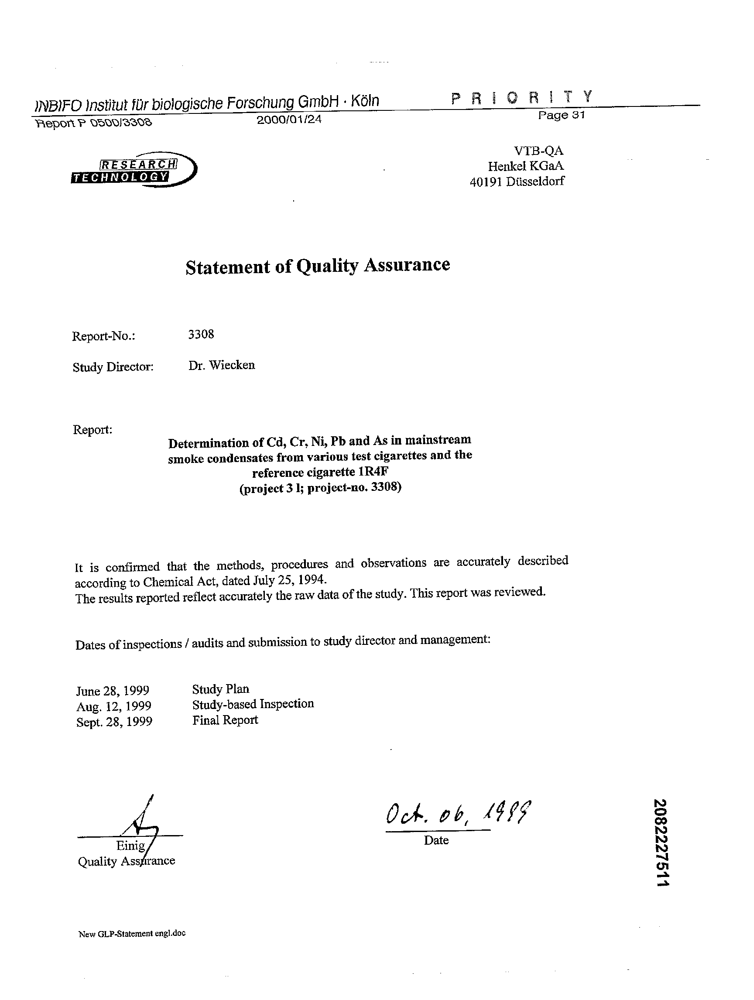 INBIFO Institut für biologische Forschung GmbH · Köln
PRIORITY
Report P 0500/3308
2000/01/24
Page 31
RESEARCH
TECHNOLOGY
VTB-QA
Henkel KGaA
40191 Düsseldorf
Statement of Quality Assurance
Report-No.: 3308
Study Director: Dr. Wiecken
Report:
Determination of Cd, Cr, Ni, Pb and As in mainstream
smoke condensates from various test cigarettes and the
reference cigarette 1R4F
(project 3 l; project-no. 3308)
It is confirmed that the methods, procedures and observations are accurately described
according to Chemical Act, dated July 25, 1994.
The results reported reflect accurately the raw data of the study. This report was reviewed.
Dates of inspections / audits and submission to study director and management:
June 28, 1999 Study Plan
Aug. 12, 1999 Study-based Inspection
Sept. 28, 1999 Final Report
Oct. 06, 1999
Einig
Quality Assurance
Date
2082227511
New GLP-Statement engl.doc